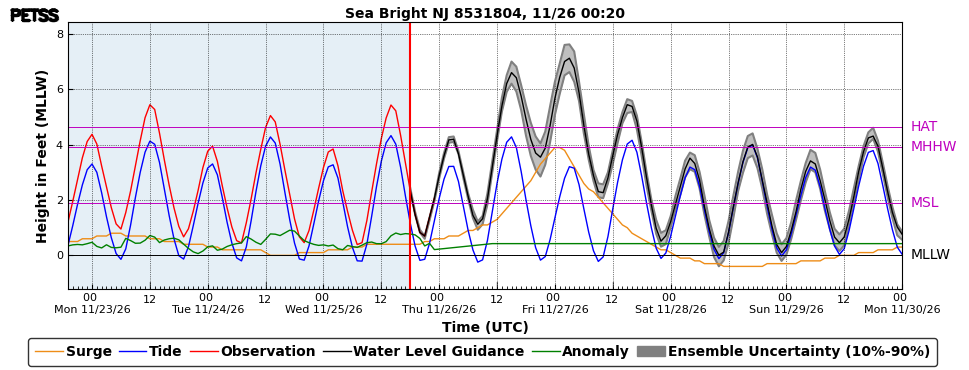 PETSS
Sea Bright NJ 8531804, 11/26 00:20
Height in Feet (MLLW)
8
6
4
2
0
HAT
MHHW
MSL
MLLW
00 12 00 12 00 12 00 12 00 12 00 12 00 12 00
Mon 11/23/26 Tue 11/24/26 Wed 11/25/26 Thu 11/26/26 Fri 11/27/26 Sat 11/28/26 Sun 11/29/26 Mon 11/30/26
Time (UTC)
Surge Tide Observation Water Level Guidance Anomaly Ensemble Uncertainty (10%-90%)